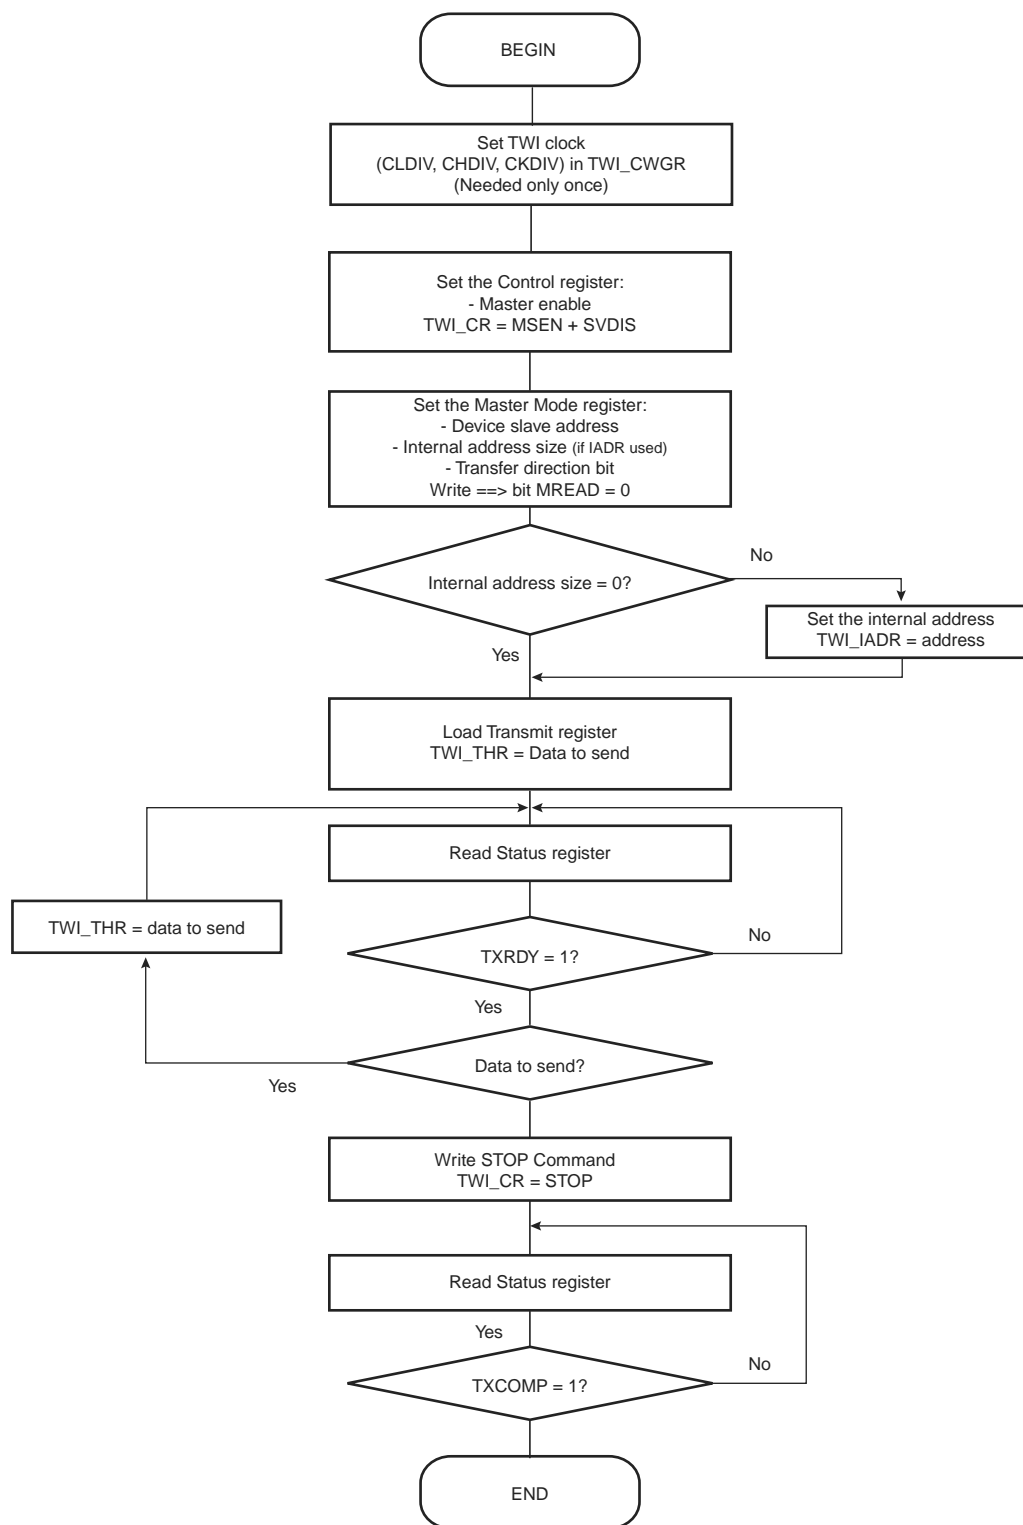 BEGIN
Set TWI clock
(CLDIV, CHDIV, CKDIV) in TWI_CWGR
(Needed only once)
Set the Control register:
- Master enable
TWI_CR = MSEN + SVDIS
Set the Master Mode register:
- Device slave address
- Internal address size (if IADR used)
- Transfer direction bit
Write ==> bit MREAD = 0
No
Internal address size = 0?
Set the internal address
TWI_IADR = address
Yes
Load Transmit register
TWI_THR = Data to send
Read Status register
TWI_THR = data to send
No
TXRDY = 1?
Yes
Data to send?
Yes
Write STOP Command
TWI_CR = STOP
Read Status register
Yes
No
TXCOMP = 1?
END